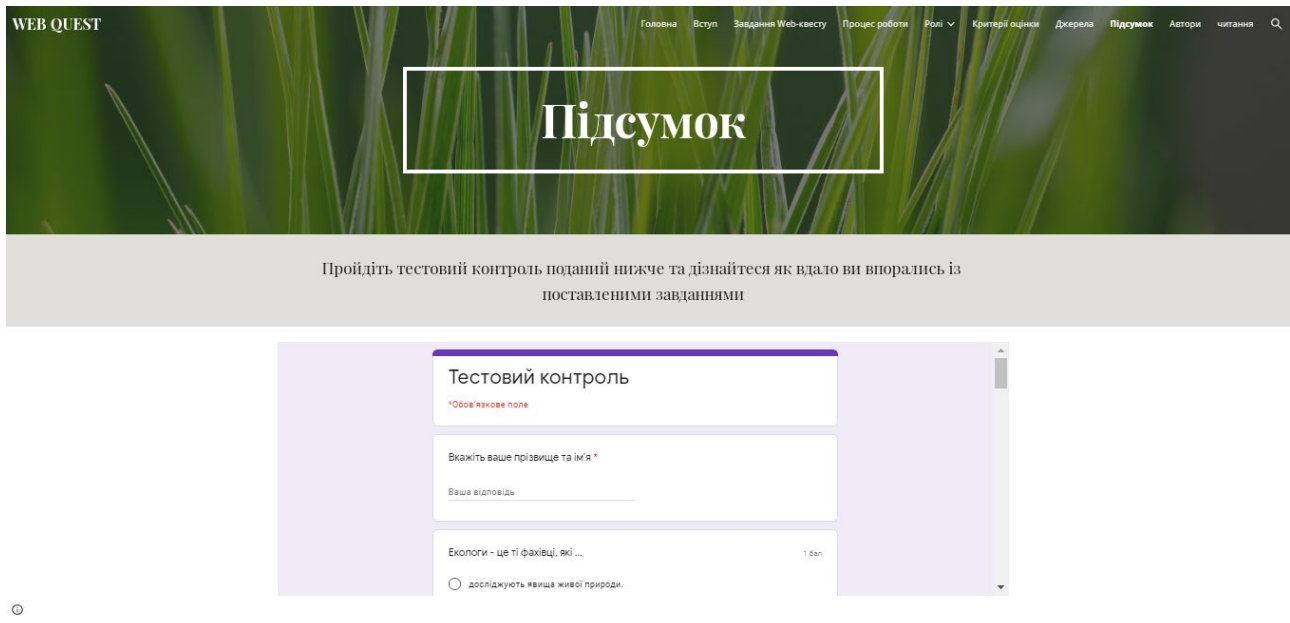 WEB QUEST
Головна Вступ Завдання Web-квесту Процес роботи Ролі Критерії оцінки Джерела Підсумок Автори читання
Підсумок
Пройдіть тестовий контроль поданий нижче та дізнайтеся як вдало ви впорались із
поставленими завданнями
Тестовий контроль
*Обов'язкове поле
Вкажіть ваше прізвище та ім'я *
Ваша відповідь
Екологи - це ті фахівці, які ... 1 бал
досліджують явища живої природи.